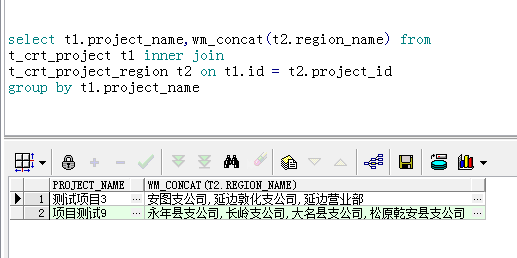 select t1.project_name,wm_concat(t2.region_name) from
t_crt_project t1 inner join
t_crt_project_region t2 on t1.id = t2.project_id
group by t1.project_name
PROJECT_NAME WM_CONCAT(T2.REGION_NAME)
1 测试项目3 ... 安图支公司,延边敦化支公司,延边营业部 ...
2 项目测试9 ... 永年县支公司,长岭支公司,大名县支公司,松原乾安县支公司 ...